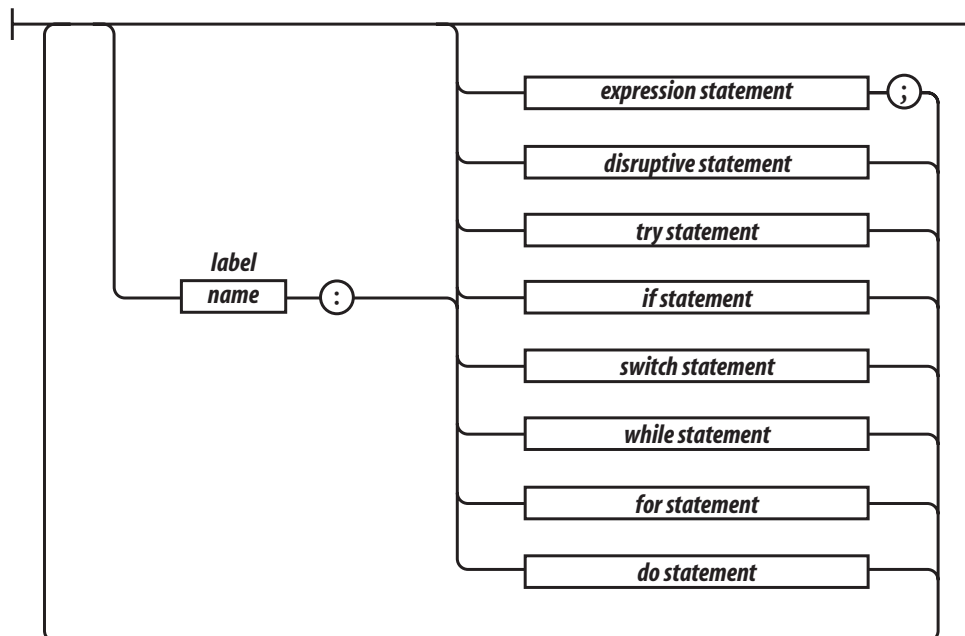 expression statement ;
disruptive statement
try statement
label
name :
if statement
switch statement
while statement
for statement
do statement